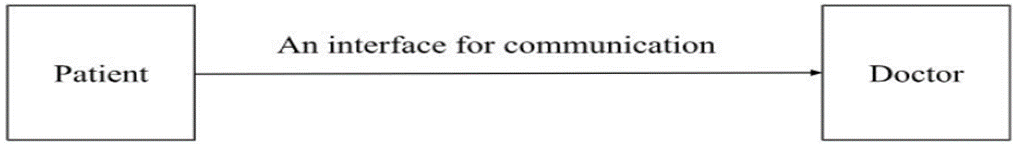 An interface for communication
Patient
Doctor